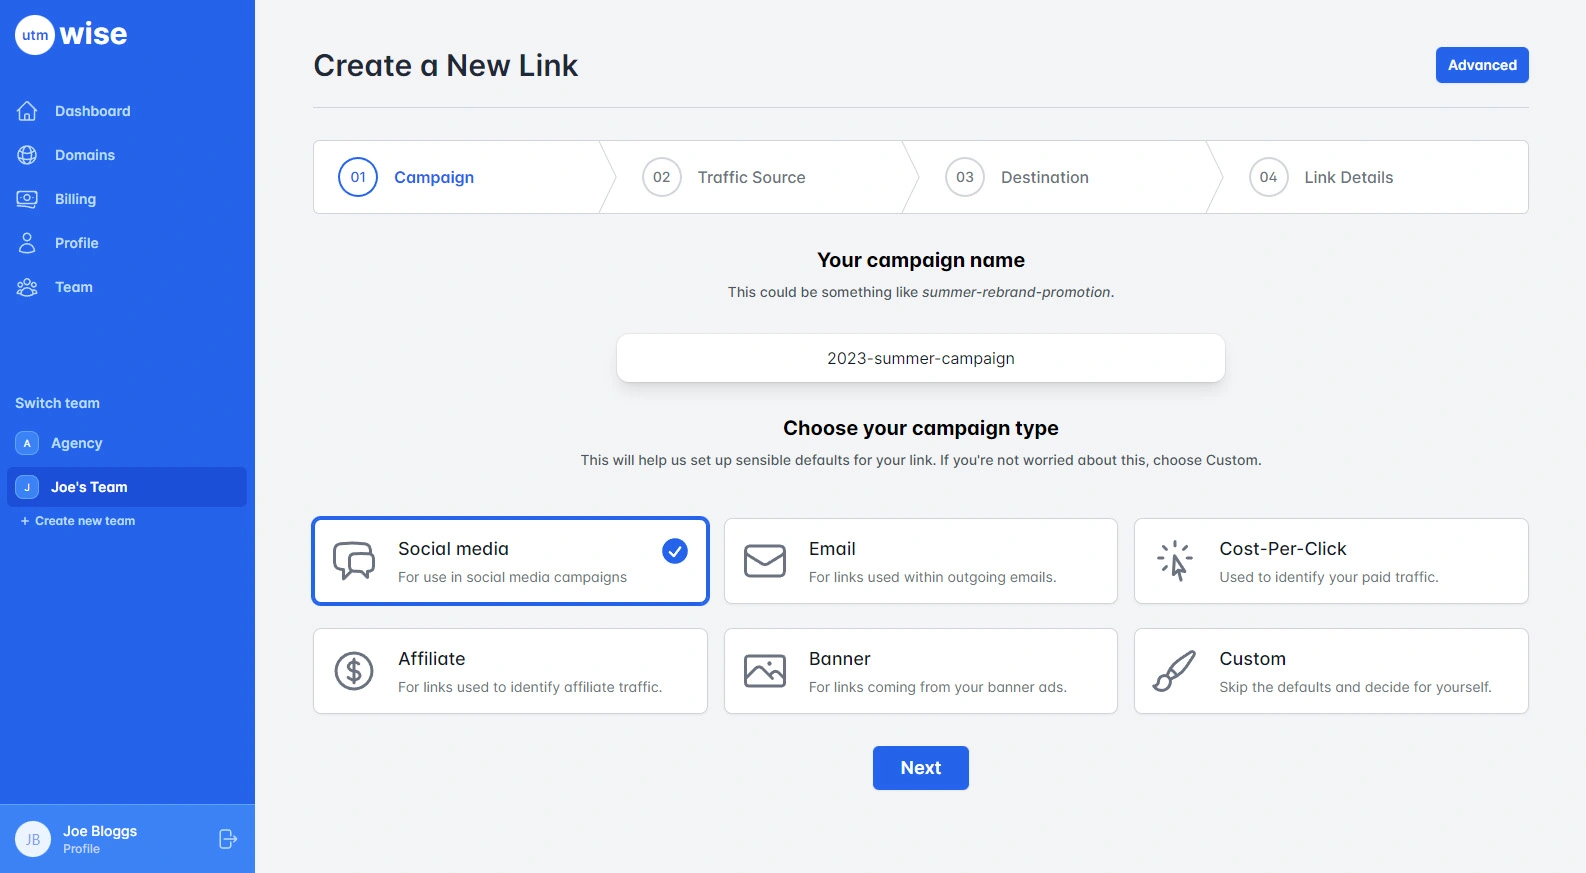 utm wise
Dashboard
Domains
Billing
Profile
Team
Switch team
A Agency
J Joe's Team
+ Create new team
JB Joe Bloggs
Profile
Create a New Link
Advanced
01 Campaign
02 Traffic Source
03 Destination
04 Link Details
Your campaign name
This could be something like summer-rebrand-promotion.
2023-summer-campaign
Choose your campaign type
This will help us set up sensible defaults for your link. If you're not worried about this, choose Custom.
Social media
For use in social media campaigns
Email
For links used within outgoing emails.
Cost-Per-Click
Used to identify your paid traffic.
Affiliate
For links used to identify affiliate traffic.
Banner
For links coming from your banner ads.
Custom
Skip the defaults and decide for yourself.
Next